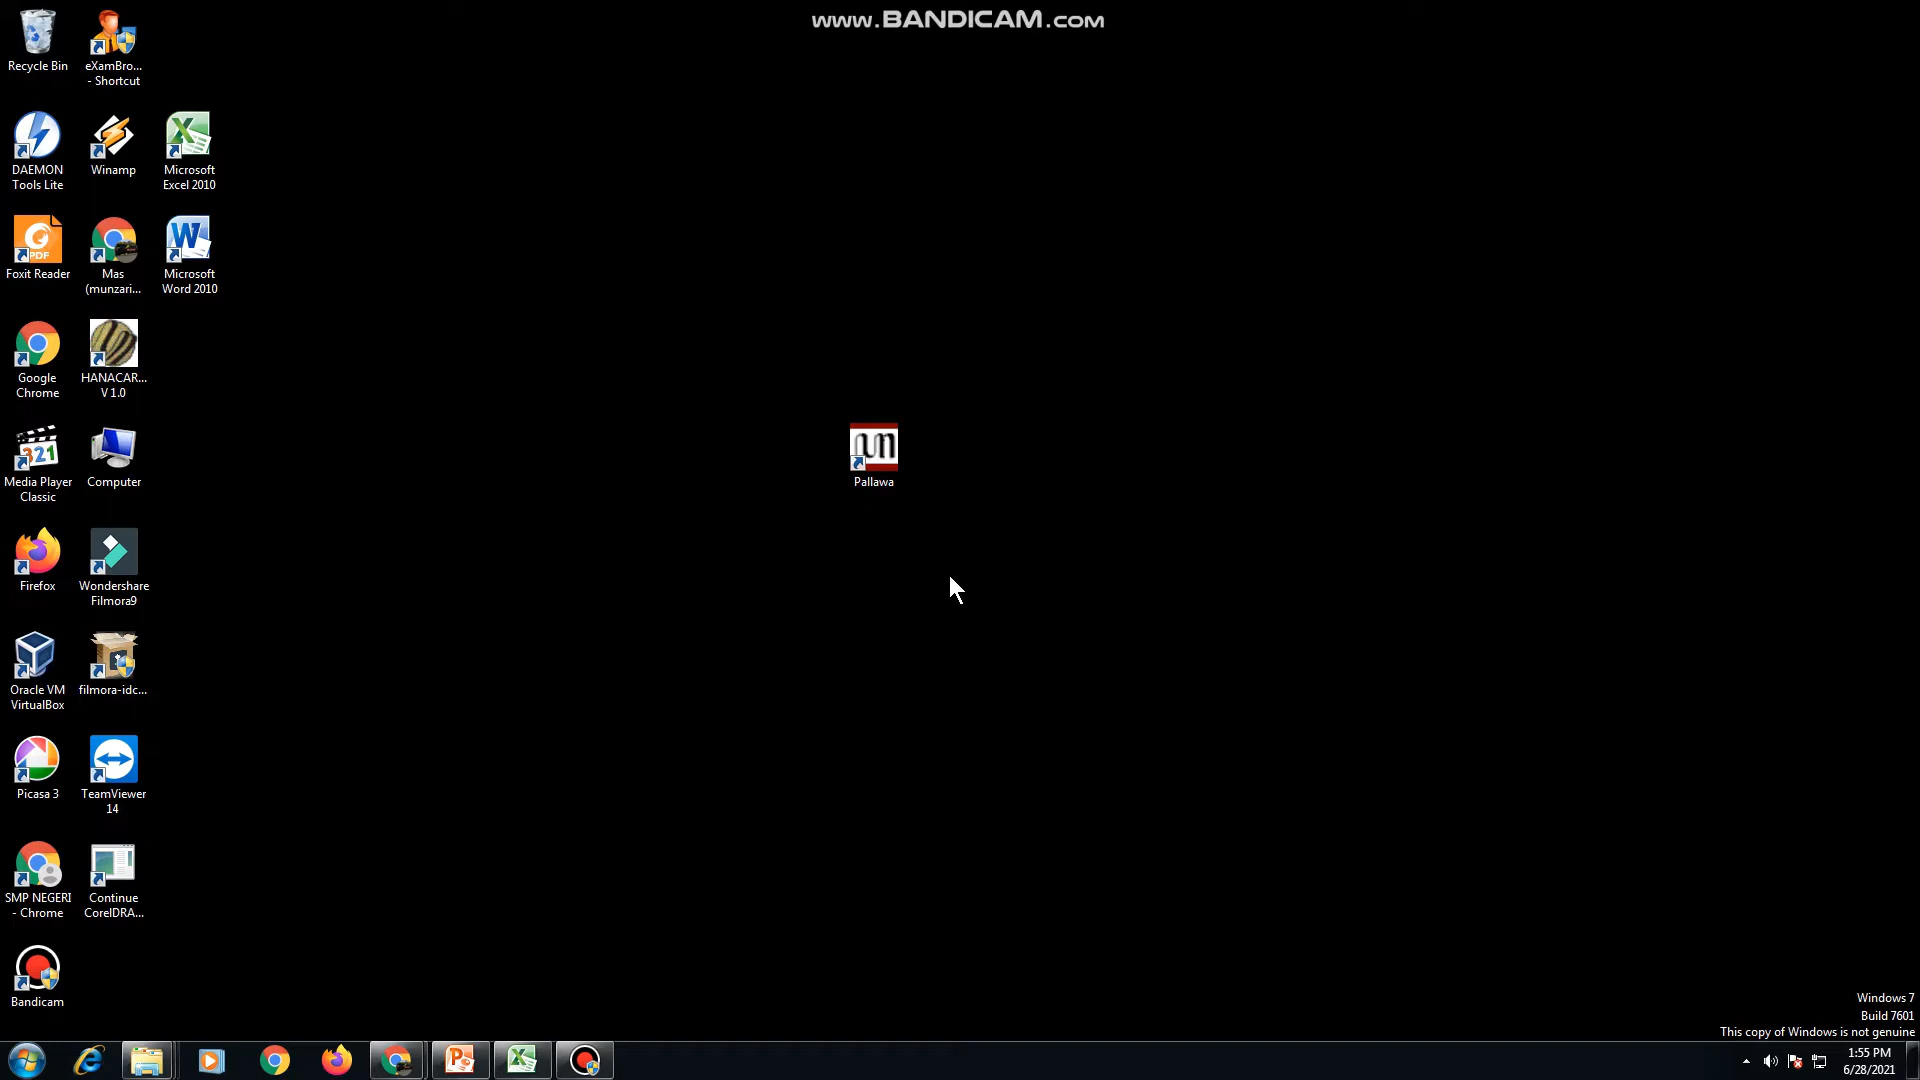 www.BANDICAM.com
Recycle Bin
eXamBro...
- Shortcut
DAEMON
Tools Lite
Winamp
Microsoft
Excel 2010
PDF
Foxit Reader
Mas
(munzari...
W
Microsoft
Word 2010
Google
Chrome
HANACAR...
V 1.0
321
Media Player
Classic
Computer
Pallawa
Firefox
Wondershare
Filmora9
Oracle VM
VirtualBox
filmora-idc...
Picasa 3
TeamViewer
14
SMP NEGERI
- Chrome
Continue
CorelDRA...
Bandicam
Windows 7
Build 7601
This copy of Windows is not genuine
1:55 PM
6/28/2021